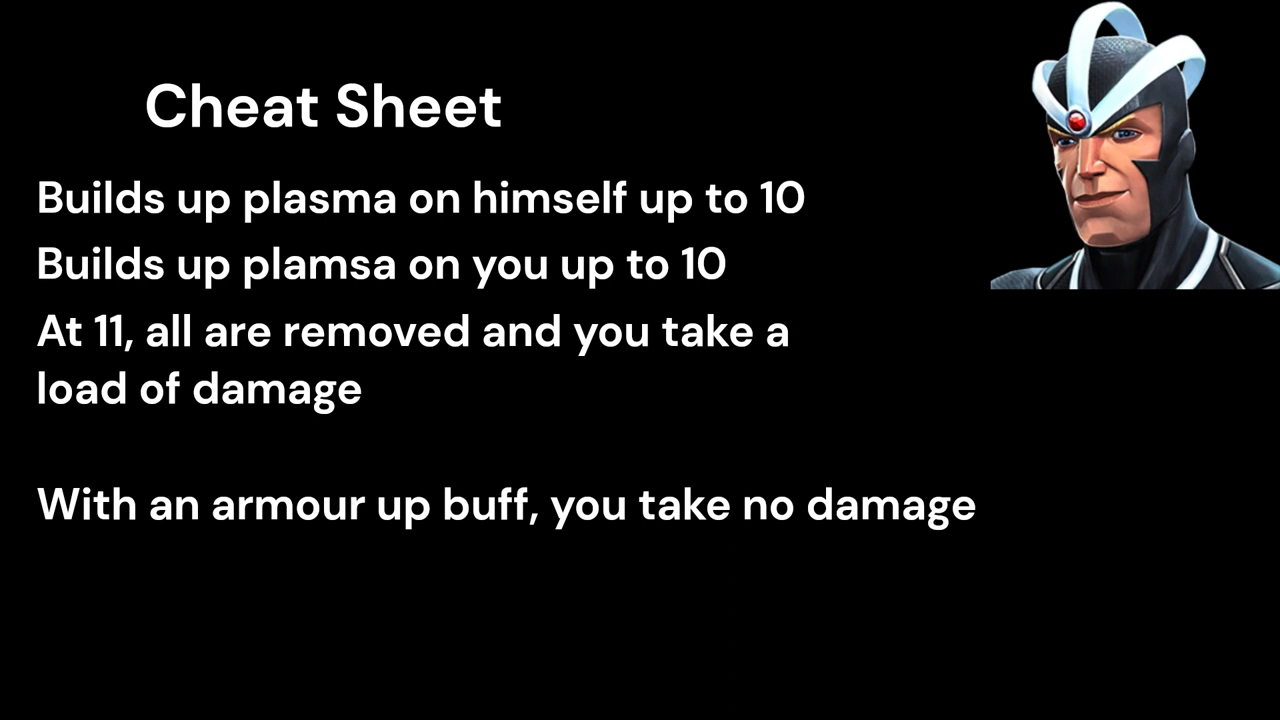 Cheat Sheet
Builds up plasma on himself up to 10
Builds up plamsa on you up to 10
At 11, all are removed and you take a
load of damage
With an armour up buff, you take no damage